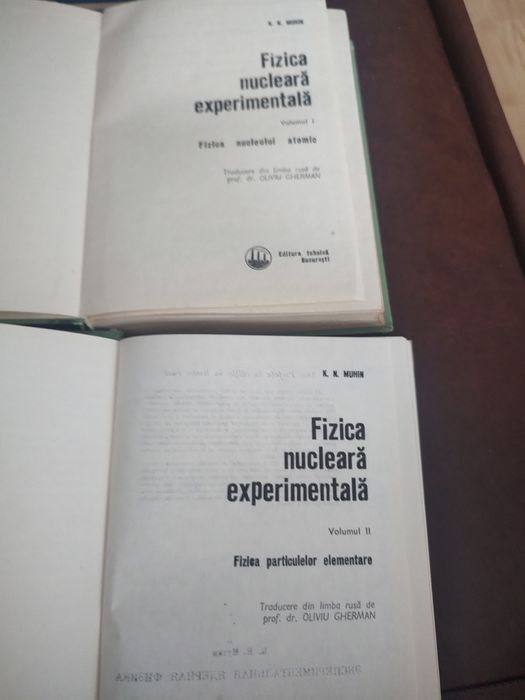 K. N. MUHIN
Fizica
nucleară
experimentală
Volumul I
Fizica nucleului atomic
Traducere din limba rusă de
prof. dr. OLIVIU GHERMAN
Editura tehnică
București
K. N. MUHIN
Fizica
nucleară
experimentală
Volumul II
Fizica particulelor elementare
Traducere din limba rusă de
prof. dr. OLIVIU GHERMAN